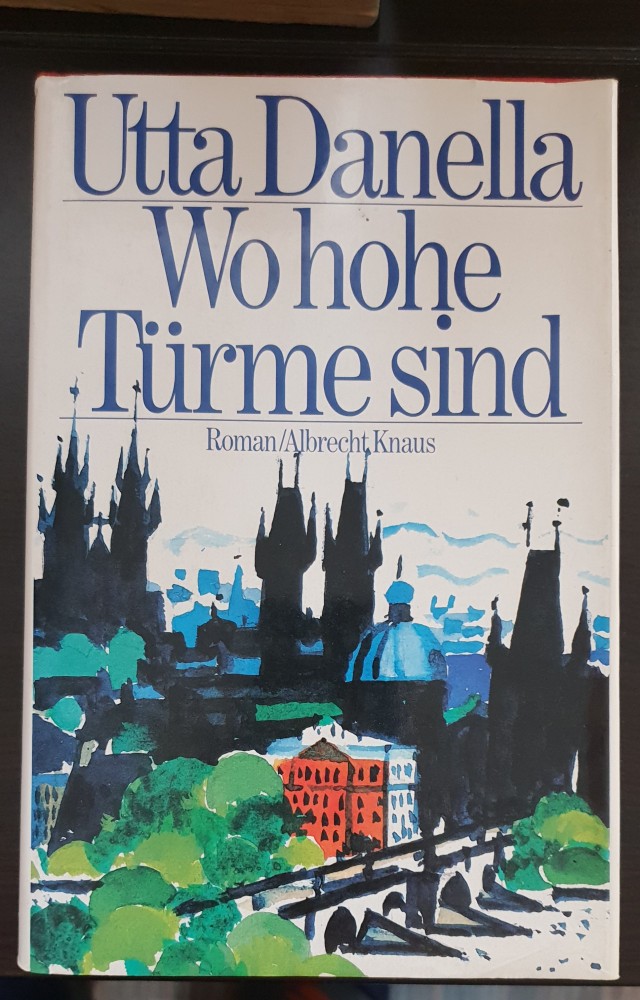 Utta Danella
Wo hohe
Türme sind
Roman/Albrecht Knaus